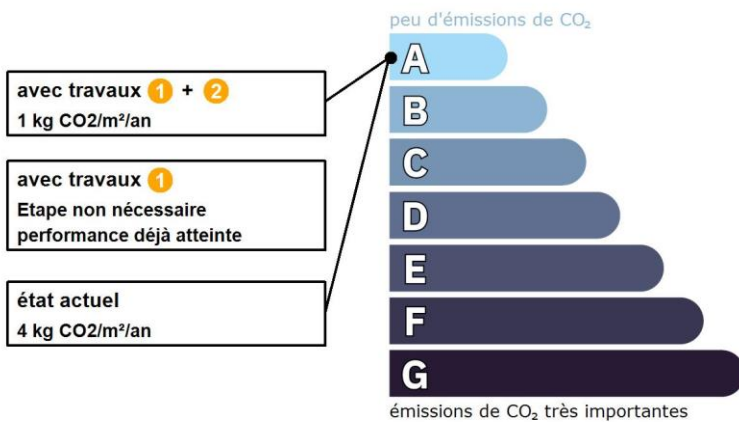 peu d'émissions de CO₂
avec travaux 1 + 2
1 kg CO2/m²/an
avec travaux 1
Etape non nécessaire
performance déjà atteinte
état actuel
4 kg CO2/m²/an
A
B
C
D
E
F
G
émissions de CO₂ très importantes